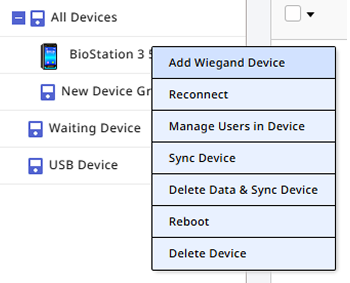 All Devices
BioStation 3 5
New Device Gr
Waiting Device
USB Device
Add Wiegand Device
Reconnect
Manage Users in Device
Sync Device
Delete Data & Sync Device
Reboot
Delete Device